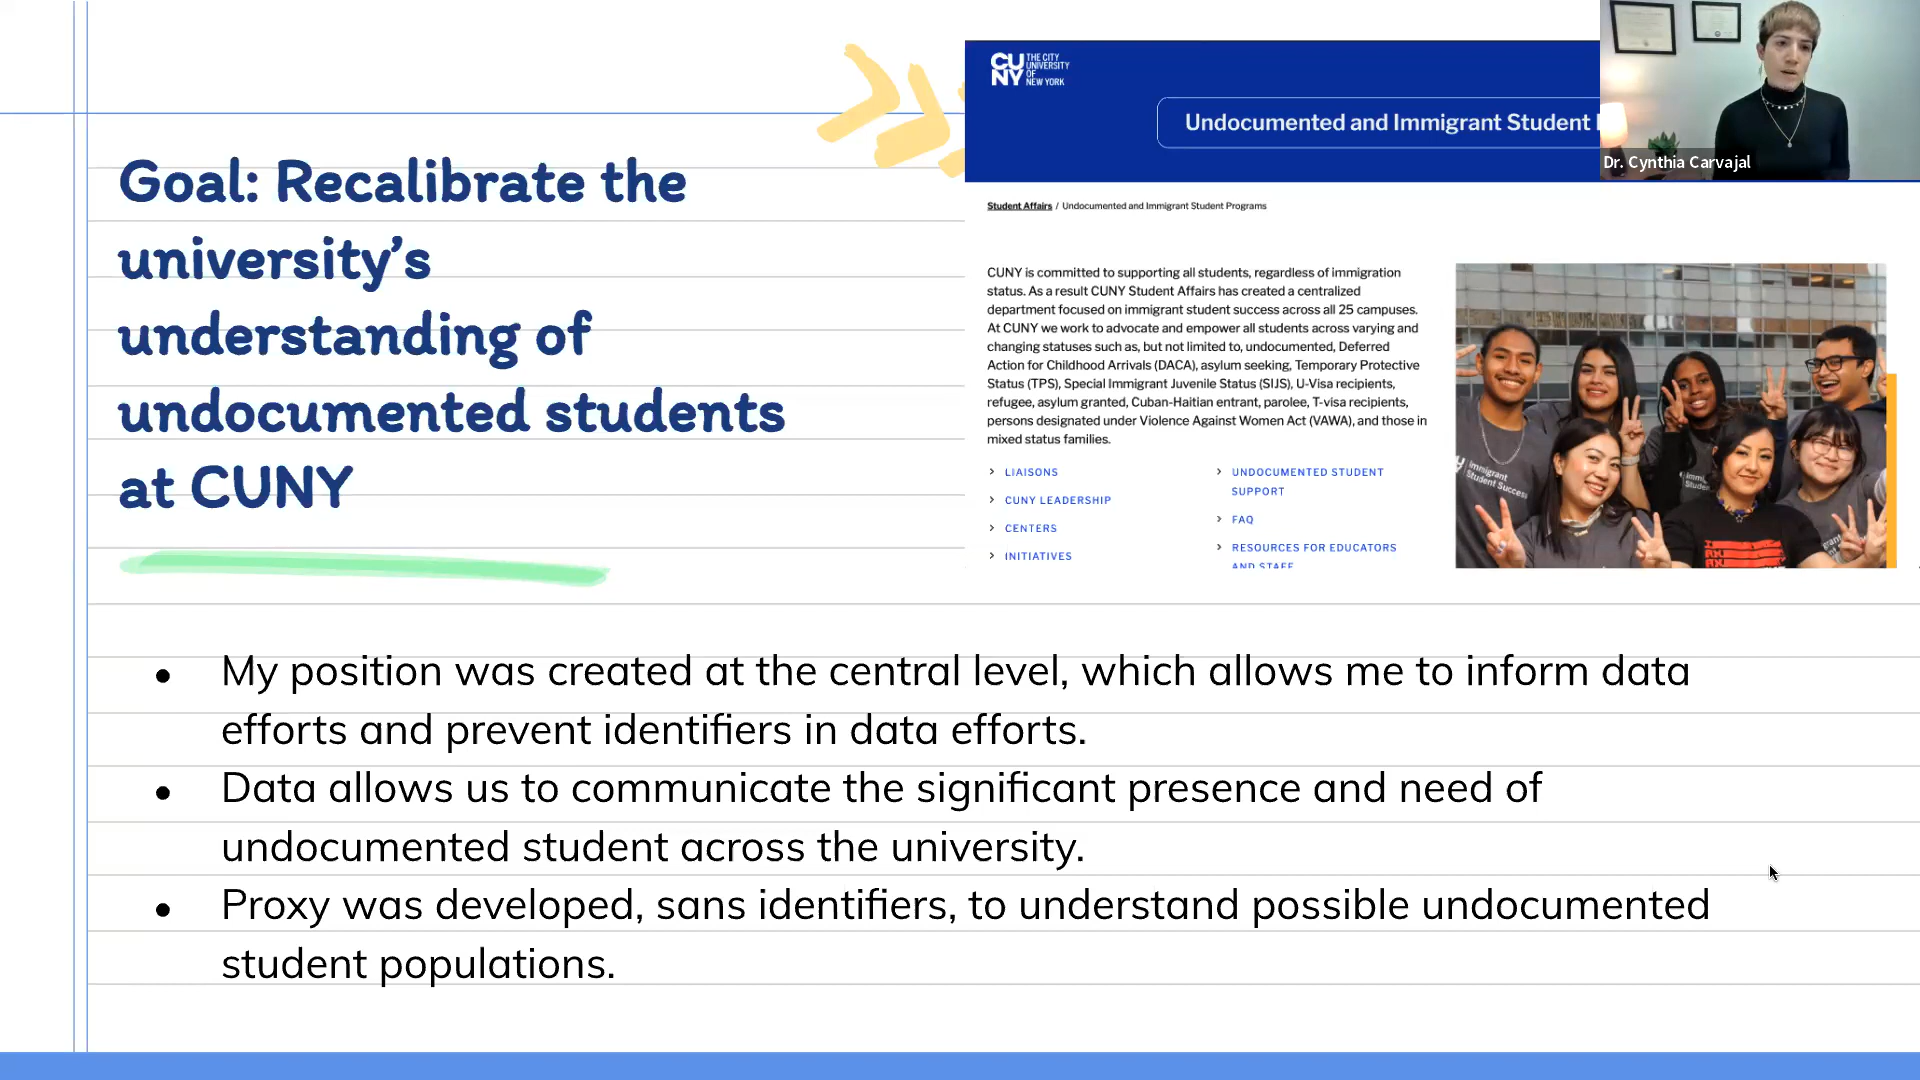 Goal: Recalibrate the
university's
understanding of
undocumented students
at CUNY
CU
NY
THE CITY
UNIVERSITY
OF
NEW YORK
Undocumented and Immigrant Student
Dr. Cynthia Carvajal
Student Affairs / Undocumented and Immigrant Student Programs
CUNY is committed to supporting all students, regardless of immigration
status. As a result CUNY Student Affairs has created a centralized
department focused on immigrant student success across all 25 campuses.
At CUNY we work to advocate and empower all students across varying and
changing statuses such as, but not limited to, undocumented, Deferred
Action for Childhood Arrivals (DACA), asylum seeking, Temporary Protective
Status (TPS), Special Immigrant Juvenile Status (SIJS), U-Visa recipients,
refugee, asylum granted, Cuban-Haitian entrant, parolee, T-visa recipients,
persons designated under Violence Against Women Act (VAWA), and those in
mixed status families.
LIAISONS
CUNY LEADERSHIP
CENTERS
INITIATIVES
UNDOCUMENTED STUDENT
SUPPORT
FAQ
RESOURCES FOR EDUCATORS
AND STAFF
Immigrant
Student Success
• My position was created at the central level, which allows me to inform data
efforts and prevent identifiers in data efforts.
• Data allows us to communicate the significant presence and need of
undocumented student across the university.
• Proxy was developed, sans identifiers, to understand possible undocumented
student populations.